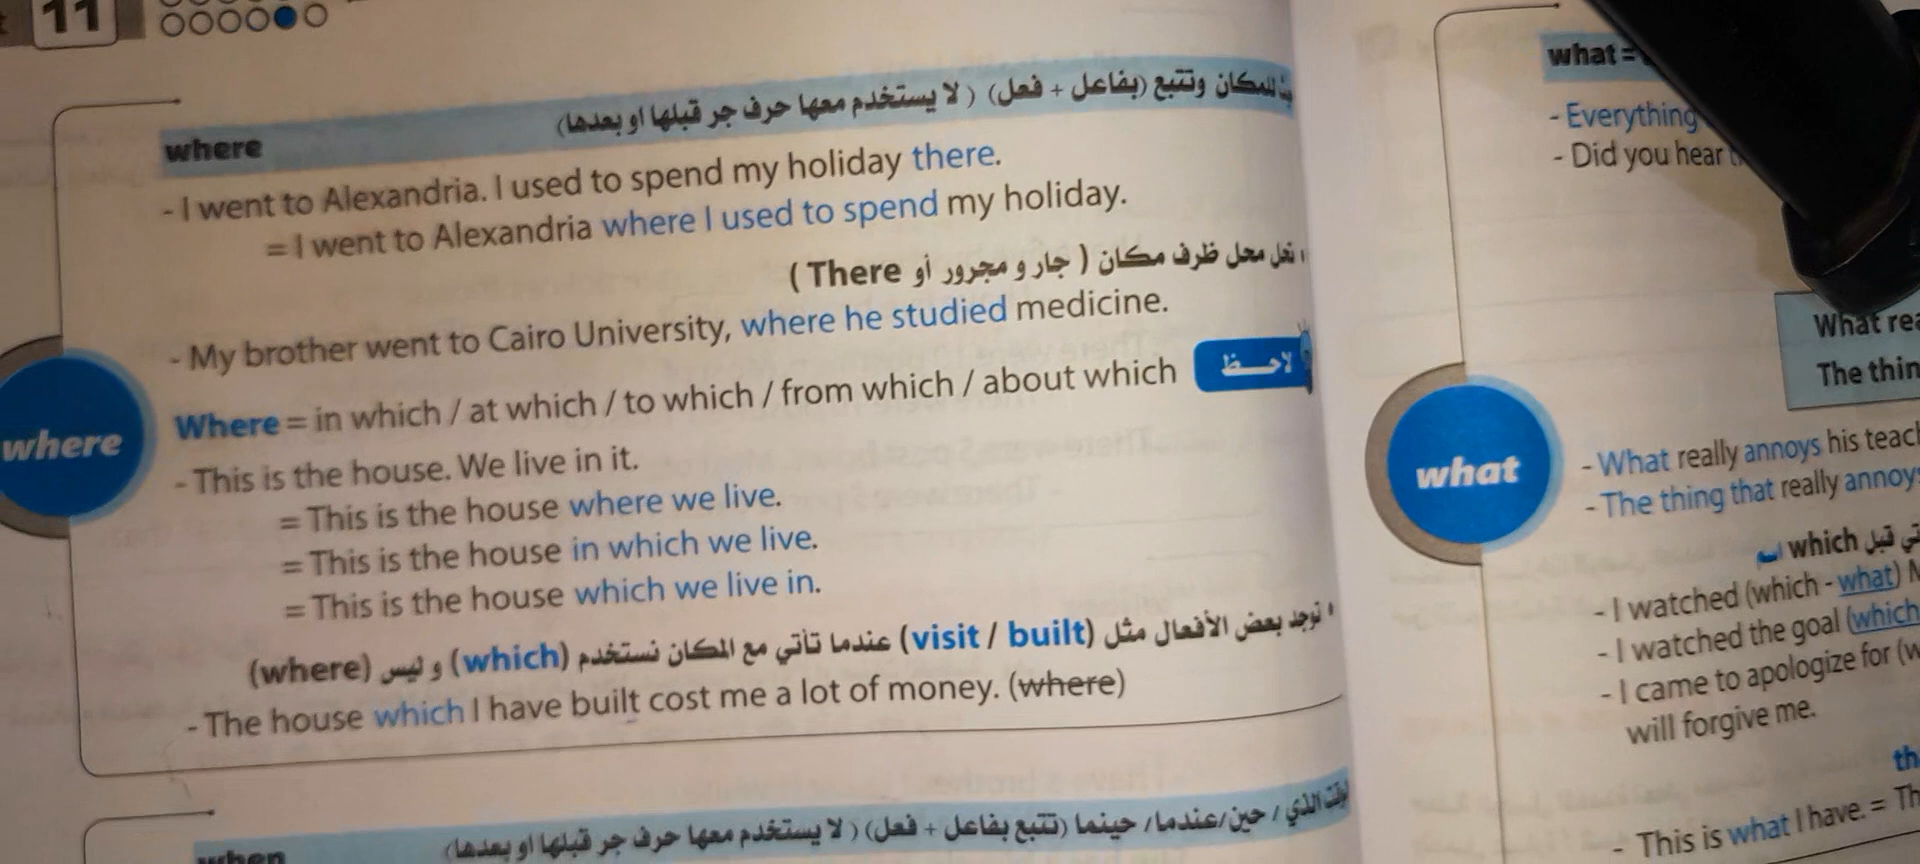 11
where
للمكان وتتبع (بفاعل + فعل) ( لا يستخدم معها حرف جر قبلها او بعدها)
- I went to Alexandria. I used to spend my holiday there.
= I went to Alexandria where I used to spend my holiday.
تحل محل ظرف مكان ( جار و مجرور أو There )
- My brother went to Cairo University, where he studied medicine.
لاحظ
Where = in which / at which / to which / from which / about which
where
- This is the house. We live in it.
= This is the house where we live.
= This is the house in which we live.
= This is the house which we live in.
توجد بعض الأفعال مثل (visit / built) عندما تأتي مع المكان نستخدم (which) و ليس (where)
- The house which I have built cost me a lot of money. (where)
when
الذي / حين/عندما/ حينما (تتبع بفاعل + فعل) ( لا يستخدم معها حرف جر قبلها او بعدها)
what =
- Everything
- Did you hear
What
The
what
- What really annoys his
- The thing that really
قبل which اسم
- I watched (which - what)
- I watched the goal (which
- I came to apologize for
will forgive me.
- This is what I have. =